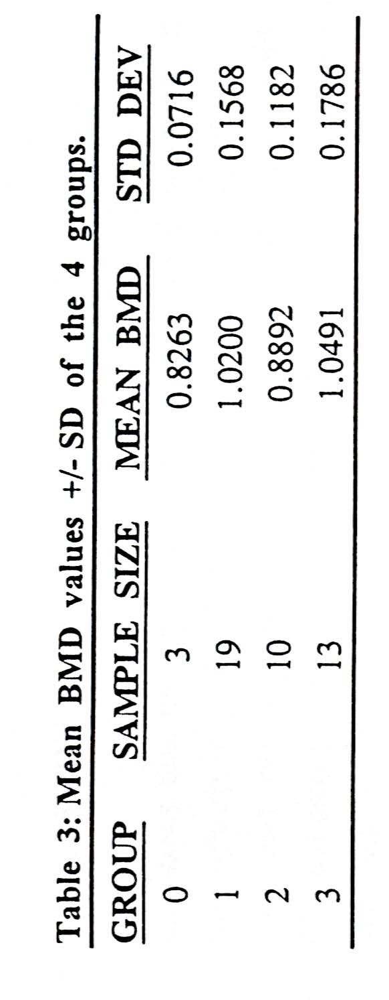 Table 3: Mean BMD values +/- SD of the 4 groups.
GROUP SAMPLE SIZE MEAN BMD STD DEV
0 3 0.8263 0.0716
1 19 1.0200 0.1568
2 10 0.8892 0.1182
3 13 1.0491 0.1786